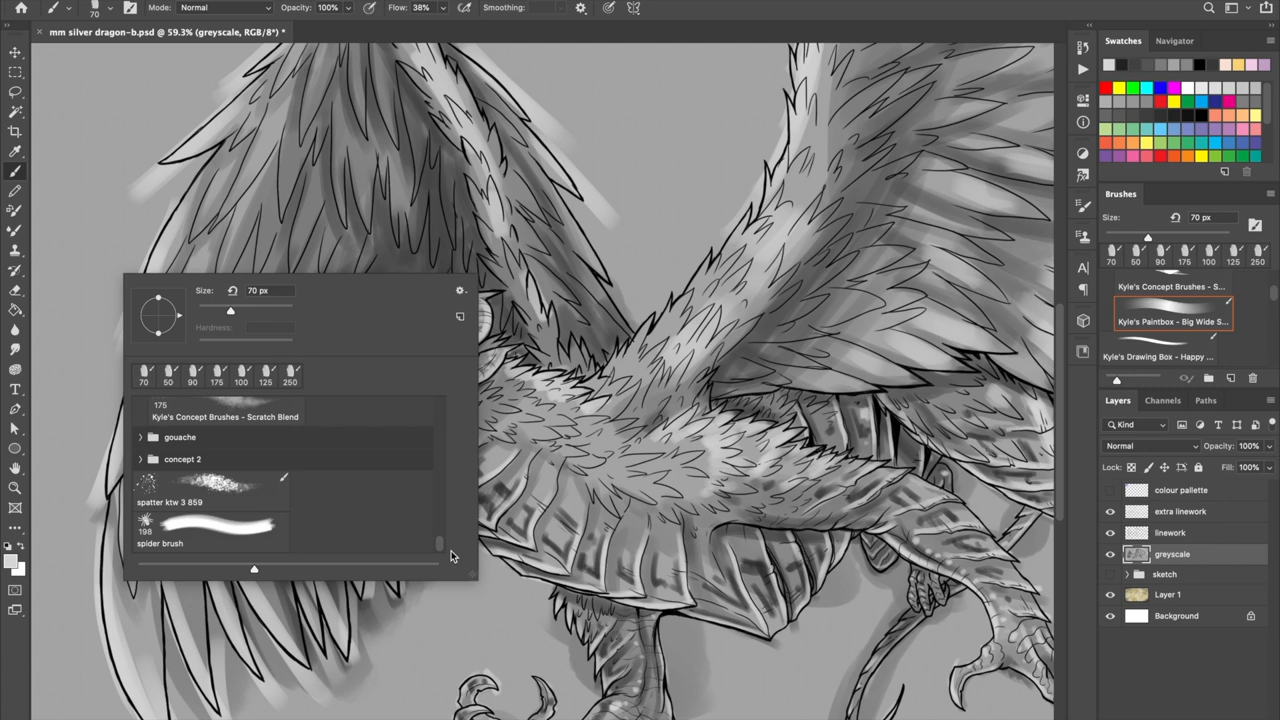 70
Mode: Normal
Opacity: 100%
Flow: 38%
Smoothing:
mm silver dragon-b.psd @ 59.3% (greyscale, RGB/8*) *
Size: 70 px
Hardness:
70 50 90 175 100 125 250
175
Kyle's Concept Brushes - Scratch Blend
gouache
concept 2
spatter ktw 3 859
198
spider brush
Swatches Navigator
Brushes
Size: 70 px
70 50 90 175 100 125 250
Kyle's Concept Brushes - S...
Kyle's Paintbox - Big Wide S...
Kyle's Drawing Box - Happy ...
Layers Channels Paths
Kind
Normal Opacity: 100%
Lock: Fill: 100%
colour pallette
extra linework
linework
greyscale
sketch
Layer 1
Background